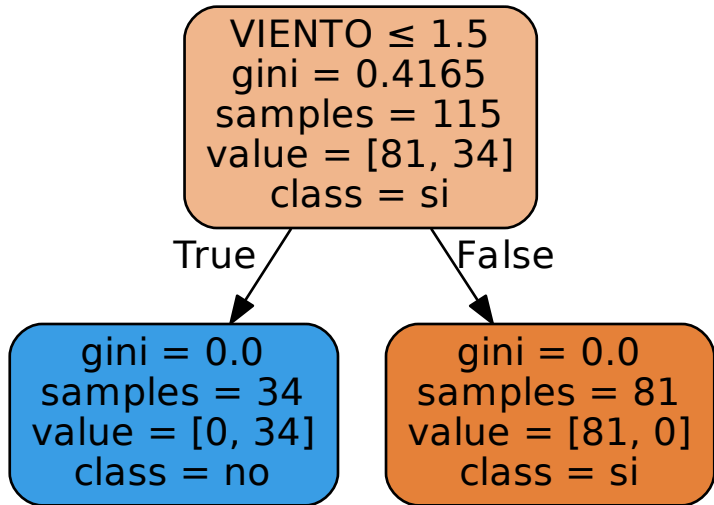 VIENTO ≤ 1.5
gini = 0.4165
samples = 115
value = [81, 34]
class = si
True
False
gini = 0.0
samples = 34
value = [0, 34]
class = no
gini = 0.0
samples = 81
value = [81, 0]
class = si